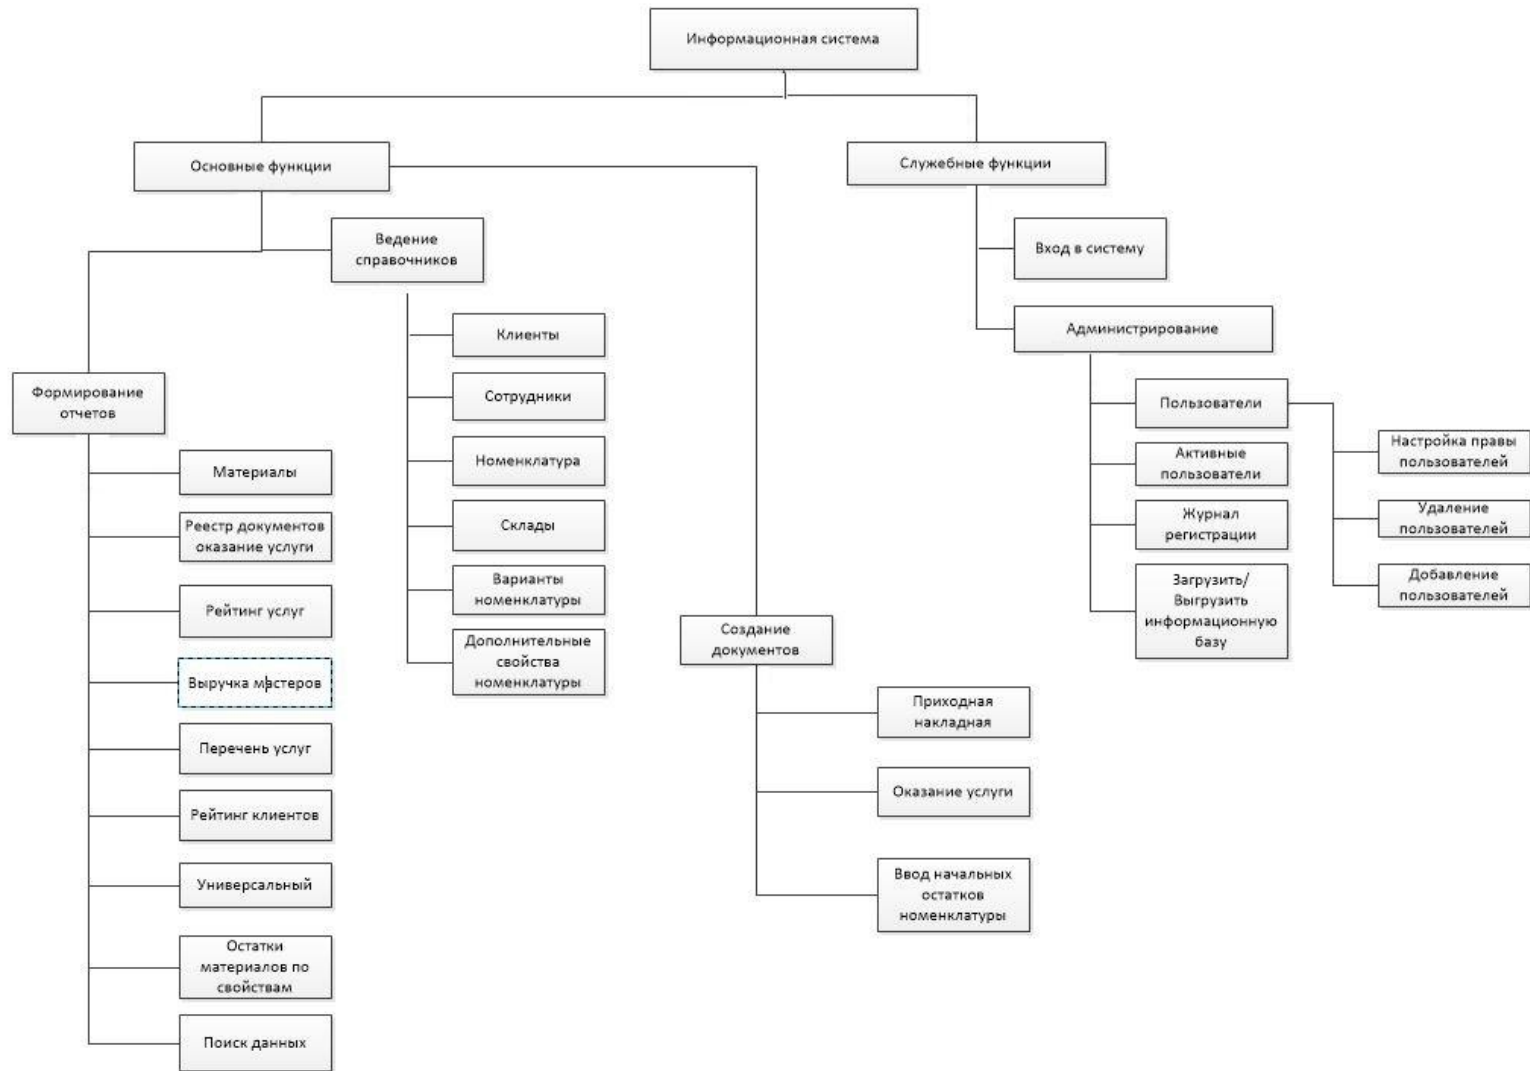 Информационная система
Основные функции
Служебные функции
Ведение
справочников
Вход в систему
Клиенты
Администрирование
Формирование
отчетов
Сотрудники
Пользователи
Номенклатура
Активные
пользователи
Настройка правы
пользователей
Материалы
Склады
Журнал
регистрации
Удаление
пользователей
Реестр документов
оказание услуги
Варианты
номенклатуры
Загрузить/
Выгрузить
информационную
базу
Добавление
пользователей
Рейтинг услуг
Создание
документов
Дополнительные
свойства
номенклатуры
Выручка мастеров
Приходная
накладная
Перечень услуг
Оказание услуги
Рейтинг клиентов
Универсальный
Ввод начальных
остатков
номенклатуры
Остатки
материалов по
свойствам
Поиск данных